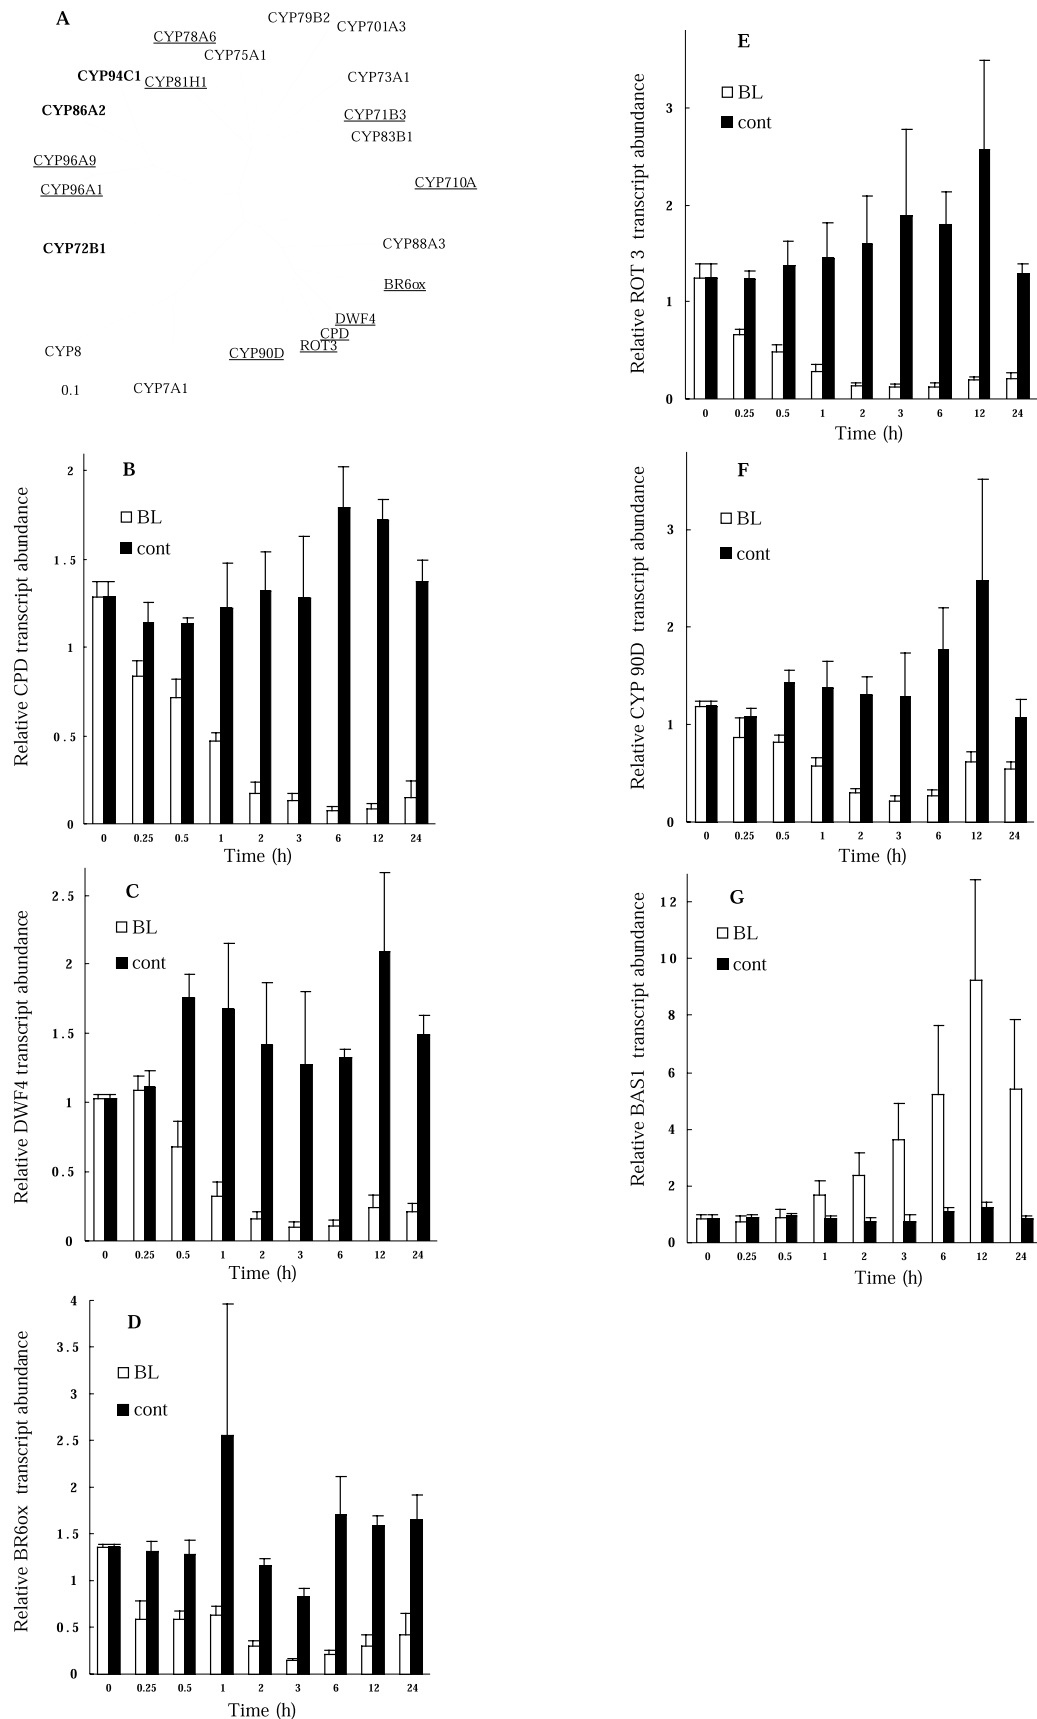 A
CYP79B2
CYP701A3
CYP78A6
CYP75A1
CYP94C1
CYP81H1
CYP73A1
CYP86A2
CYP71B3
CYP83B1
CYP96A9
CYP710A
CYP96A1
CYP72B1
CYP88A3
BR6ox
DWF4
CPD
ROT3
CYP8
CYP90D
0.1
CYP7A1
B
Relative CPD transcript abundance
BL
cont
2
1.5
1
0.5
0
0 0.25 0.5 1 2 3 6 12 24
Time (h)
C
Relative DWF4 transcript abundance
BL
cont
2.5
2
1.5
1
0.5
0
0 0.25 0.5 1 2 3 6 12 24
Time (h)
D
Relative BR6ox transcript abundance
BL
cont
4
3.5
3
2.5
2
1.5
1
0.5
0
0 0.25 0.5 1 2 3 6 12 24
Time (h)
E
Relative ROT 3 transcript abundance
BL
cont
3
2
1
0
0 0.25 0.5 1 2 3 6 12 24
Time (h)
F
Relative CYP 90D transcript abundance
BL
cont
3
2
1
0
0 0.25 0.5 1 2 3 6 12 24
Time (h)
G
Relative BAS1 transcript abundance
BL
cont
12
10
8
6
4
2
0
0 0.25 0.5 1 2 3 6 12 24
Time (h)